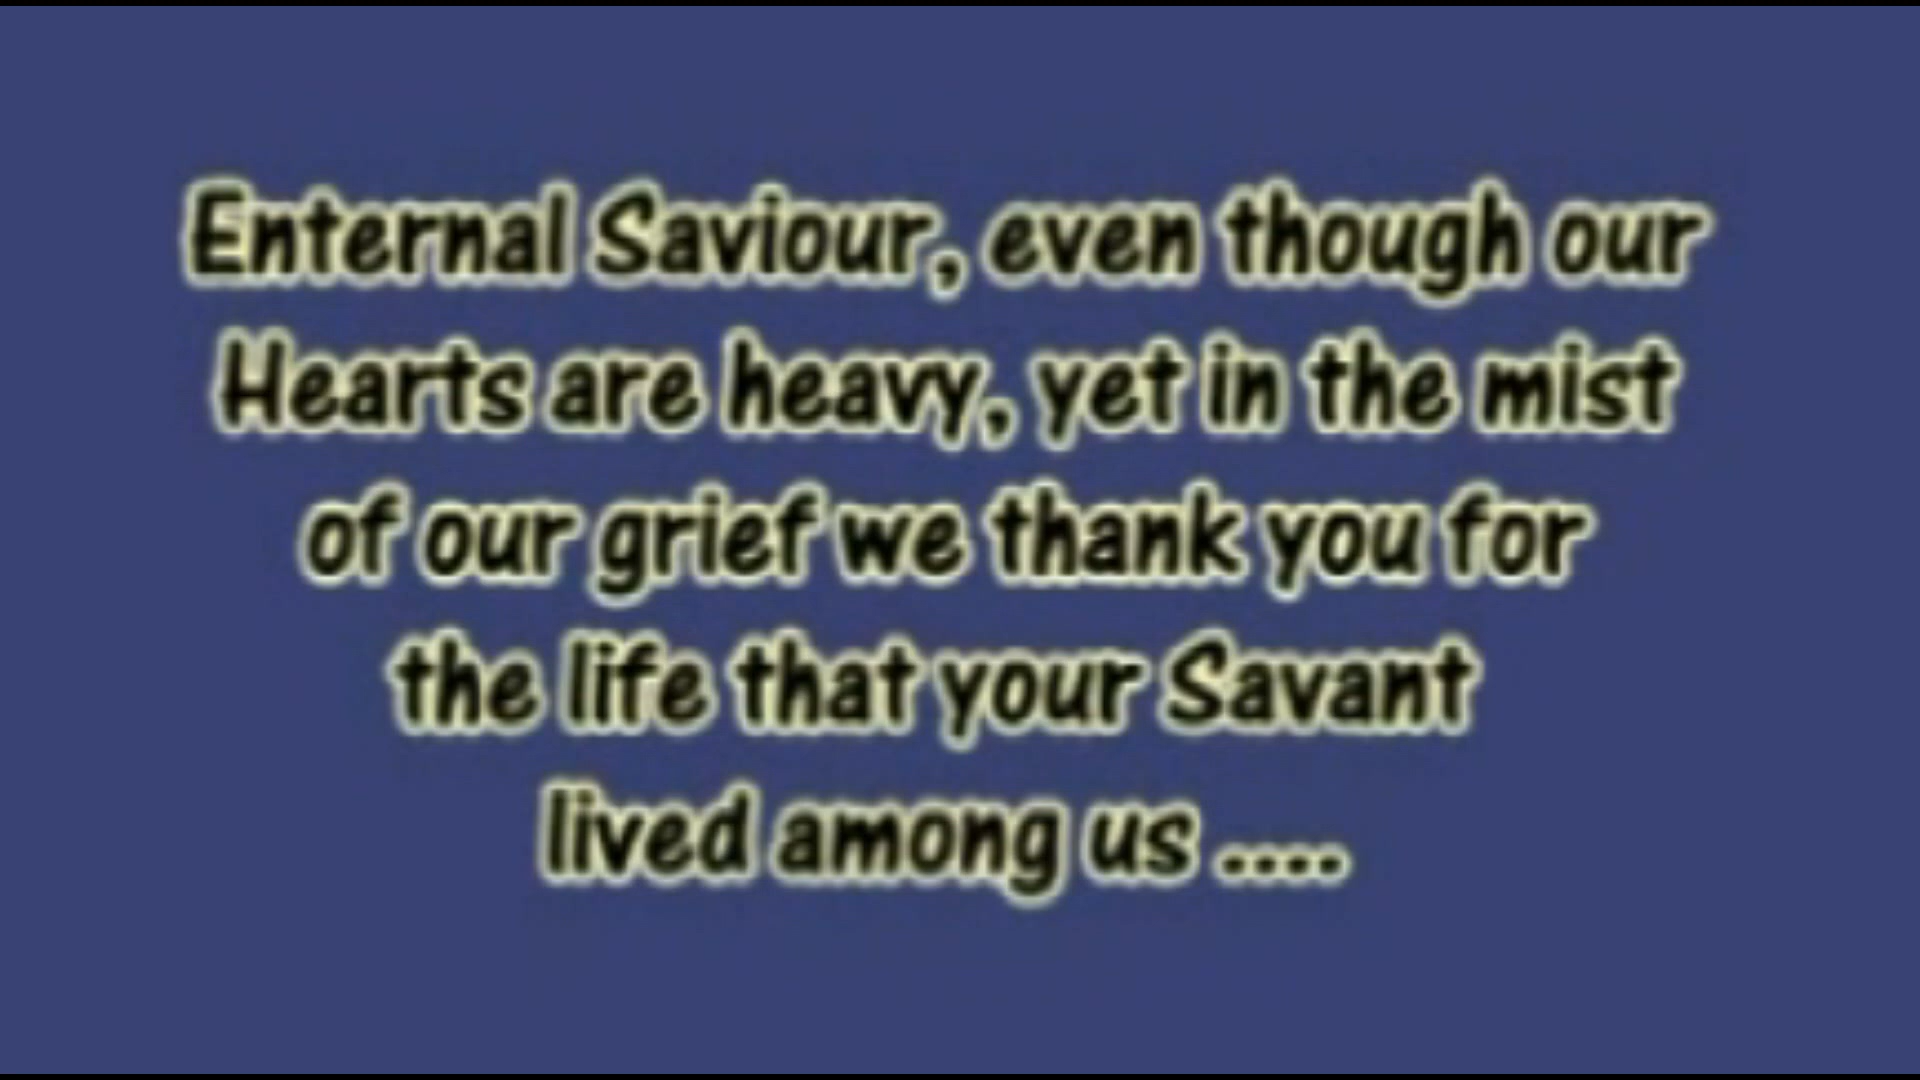 Enternal Saviour, even though our
Hearts are heavy, yet in the mist
of our grief we thank you for
the life that your Savant
lived among us ....